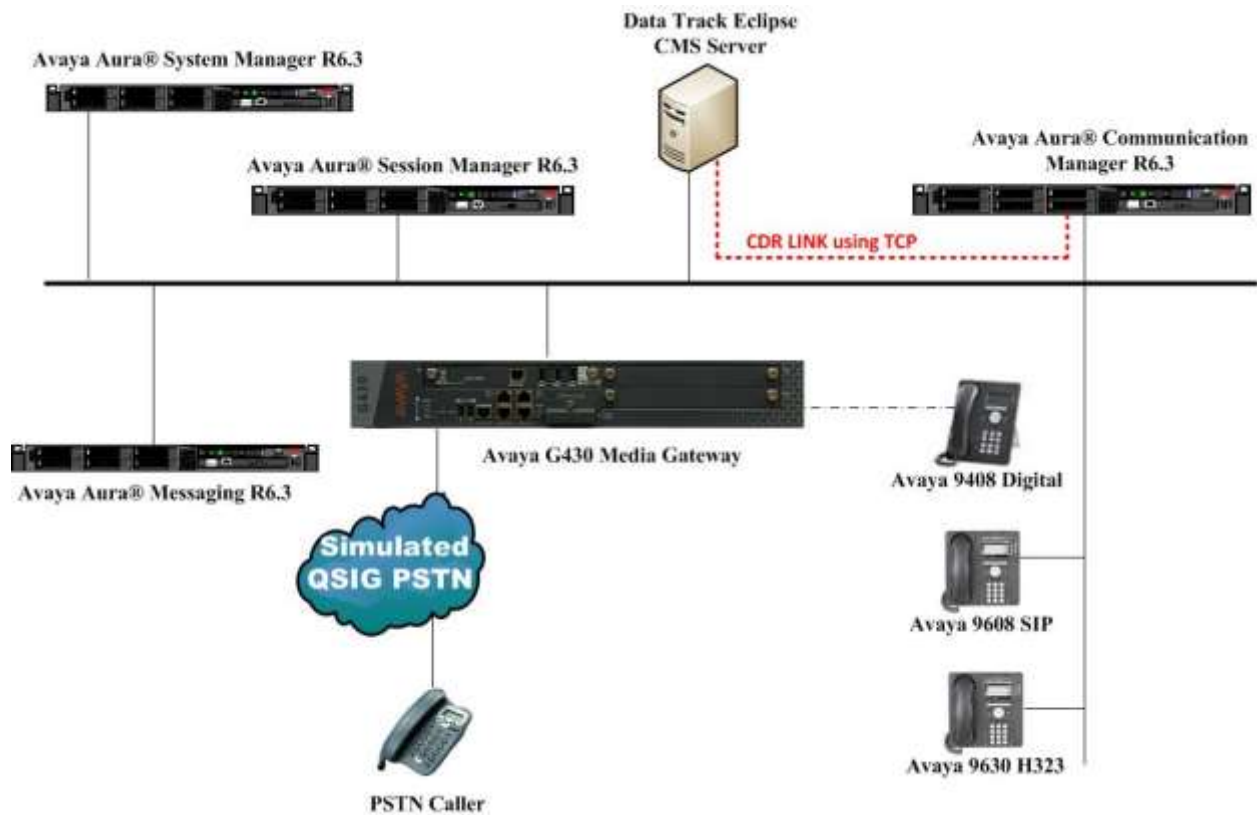 Data Track Eclipse
CMS Server
Avaya Aura® System Manager R6.3
Avaya Aura® Communication
Manager R6.3
Avaya Aura® Session Manager R6.3
CDR LINK using TCP
G430
AVAYA
Avaya G430 Media Gateway
Avaya 9408 Digital
Avaya Aura® Messaging R6.3
Simulated
QSIG PSTN
Avaya 9608 SIP
Avaya 9630 H323
PSTN Caller